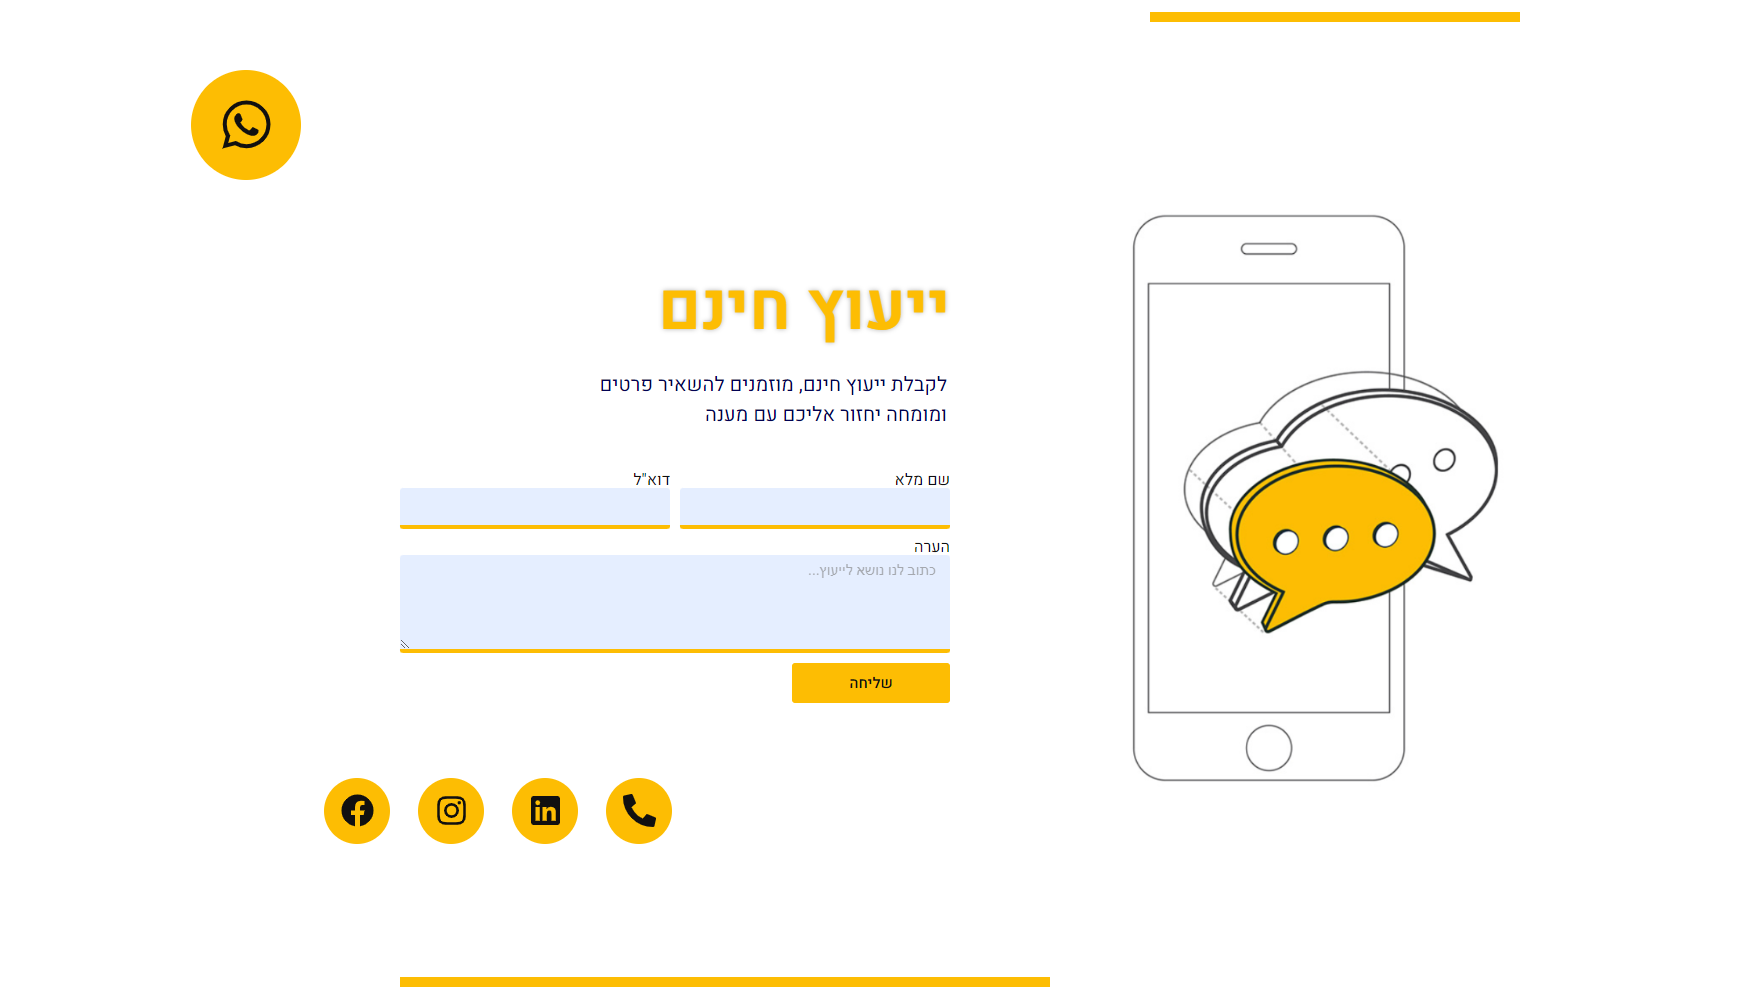 ייעוץ חינם
לקבלת ייעוץ חינם, מוזמנים להשאיר פרטים
ומומחה יחזור אליכם עם מענה
שם מלא
דוא"ל
הערה
כתוב לנו נושא לייעוץ...
שליחה